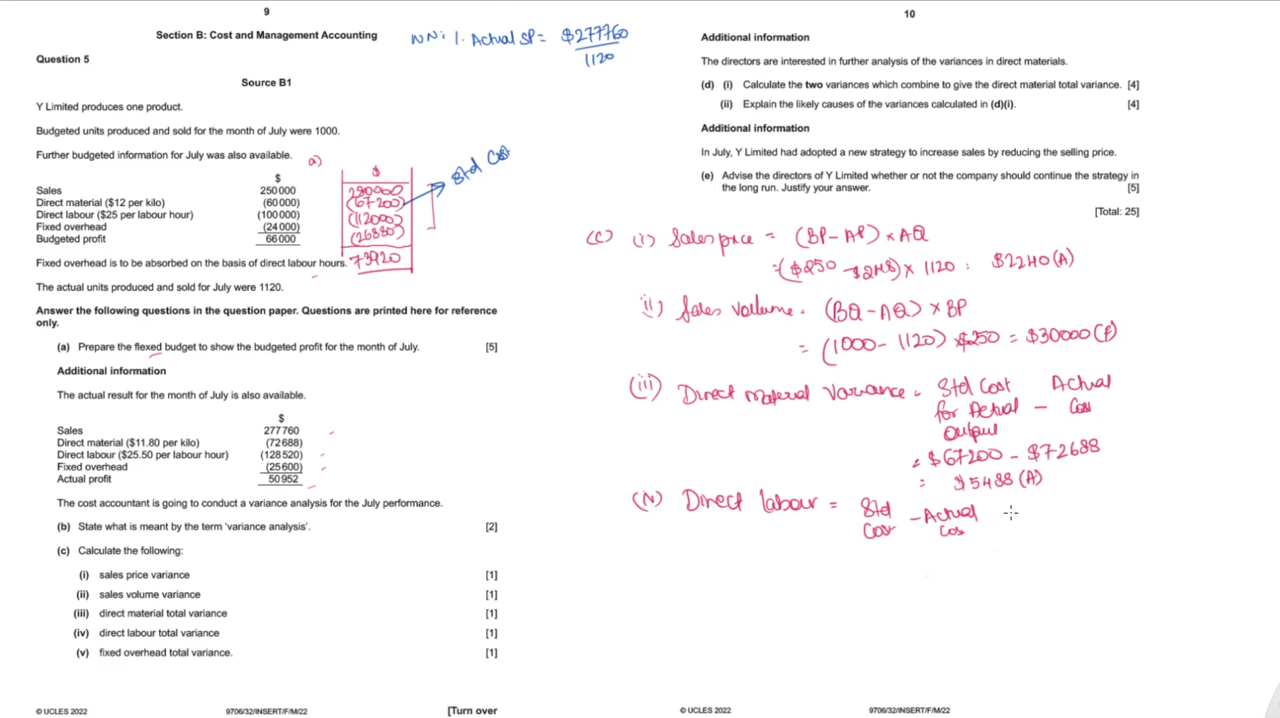 9
Section B: Cost and Management Accounting
WN: 1. Actual SP = $277760
1120
Question 5
Source B1
Y Limited produces one product.
Budgeted units produced and sold for the month of July were 1000.
Further budgeted information for July was also available.
a)
$
$
Std Cost
Sales 250 000 280000
Direct material ($12 per kilo) (60 000) (67200)
Direct labour ($25 per labour hour) (100 000) (112000)
Fixed overhead (24 000) (26880)
Budgeted profit 66 000
Fixed overhead is to be absorbed on the basis of direct labour hours. 73920
The actual units produced and sold for July were 1120.
Answer the following questions in the question paper. Questions are printed here for reference
only.
(a) Prepare the flexed budget to show the budgeted profit for the month of July. [5]
Additional information
The actual result for the month of July is also available.
$
Sales 277 760
Direct material ($11.80 per kilo) (72 688)
Direct labour ($25.50 per labour hour) (128 520)
Fixed overhead (25 600)
Actual profit 50 952
The cost accountant is going to conduct a variance analysis for the July performance.
(b) State what is meant by the term ‘variance analysis’. [2]
(c) Calculate the following:
(i) sales price variance [1]
(ii) sales volume variance [1]
(iii) direct material total variance [1]
(iv) direct labour total variance [1]
(v) fixed overhead total variance. [1]
© UCLES 2022 9706/32/INSERT/F/M/22 [Turn over
10
Additional information
The directors are interested in further analysis of the variances in direct materials.
(d) (i) Calculate the two variances which combine to give the direct material total variance. [4]
(ii) Explain the likely causes of the variances calculated in (d)(i). [4]
Additional information
In July, Y Limited had adopted a new strategy to increase sales by reducing the selling price.
(e) Advise the directors of Y Limited whether or not the company should continue the strategy in
the long run. Justify your answer. [5]
[Total: 25]
(C) (i) Sales price = (BP - AP) × AQ
= ($250 - $248) × 1120 = $2240 (A)
ii) Sales volume = (BQ - AQ) × BP
= (1000 - 1120) × $250 = $30000 (f)
(iii) Direct material Variance = Std Cost Actual
for Actual - Cost
Output
= $67200 - $72688
= $5488 (A)
(iv) Direct labour = Std - Actual
Cost Cos
© UCLES 2022 9706/32/INSERT/F/M/22